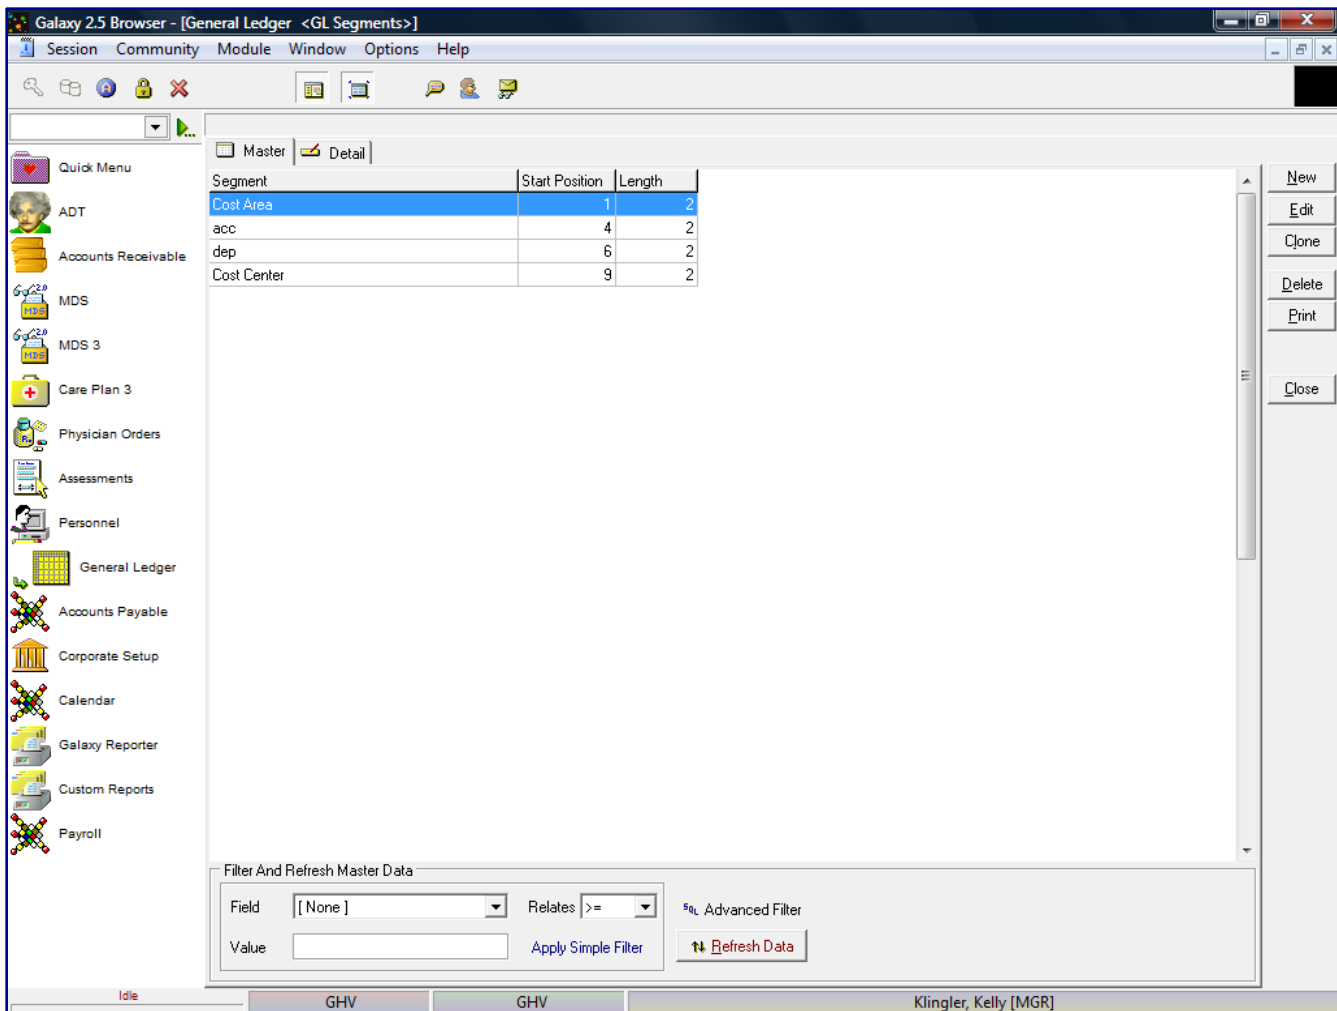 Galaxy 2.5 Browser - [General Ledger <GL Segments>]
Session Community Module Window Options Help
Master Detail
Quick Menu
ADT
Accounts Receivable
MDS
MDS 3
Care Plan 3
Physician Orders
Assessments
Personnel
General Ledger
Accounts Payable
Corporate Setup
Calendar
Galaxy Reporter
Custom Reports
Payroll
Segment Start Position Length
Cost Area 1 2
acc 4 2
dep 6 2
Cost Center 9 2
New
Edit
Clone
Delete
Print
Close
Filter And Refresh Master Data
Field [ None ] Relates >= SQL Advanced Filter
Value Apply Simple Filter Refresh Data
Idle GHV GHV Klingler, Kelly [MGR]